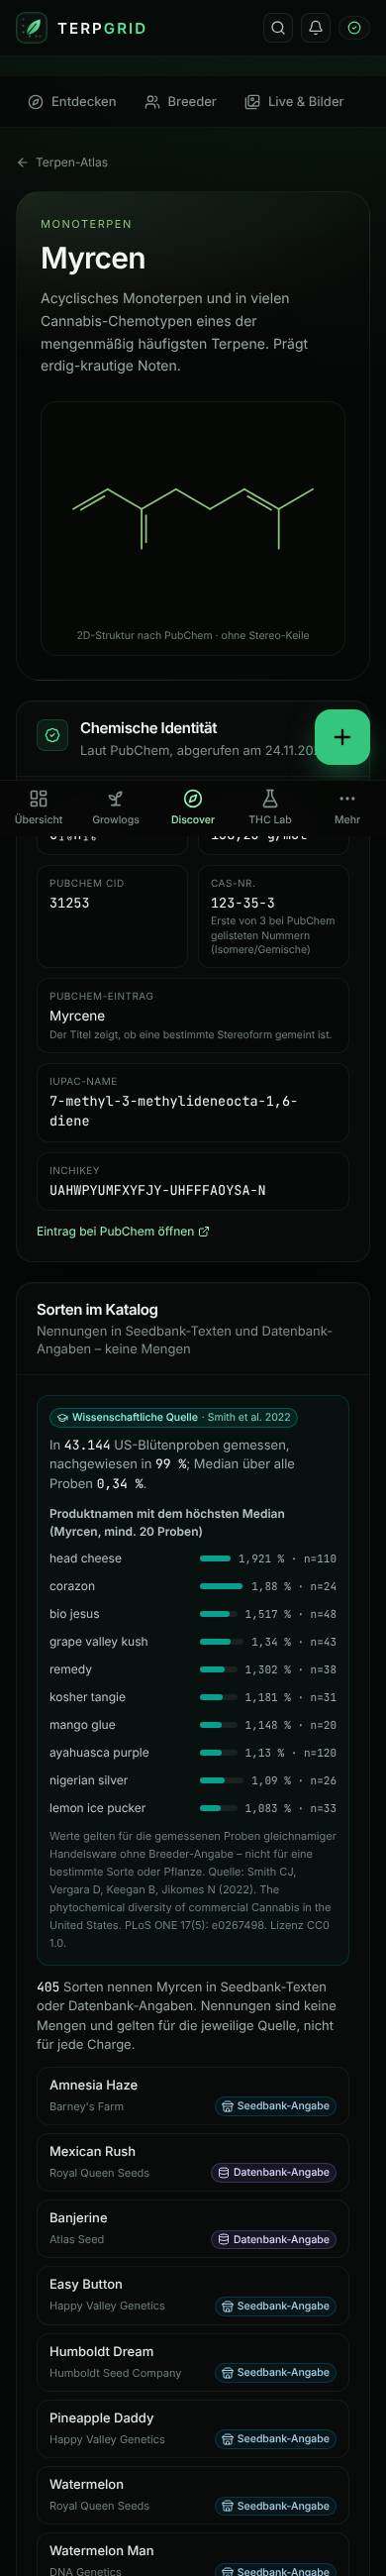 TERPGRID
Entdecken
Breeder
Live & Bilder
Terpen-Atlas
MONOTERPEN
Myrcen
Acyclisches Monoterpen und in vielen
Cannabis-Chemotypen eines der
mengenmäßig häufigsten Terpene. Prägt
erdig-krautige Noten.
2D-Struktur nach PubChem · ohne Stereo-Keile
Chemische Identität
Laut PubChem, abgerufen am 24.11.202
Übersicht
Growlogs
Discover
THC Lab
Mehr
PUBCHEM CID
31253
CAS-NR.
123-35-3
Erste von 3 bei PubChem
gelisteten Nummern
(Isomere/Gemische)
PUBCHEM-EINTRAG
Myrcene
Der Titel zeigt, ob eine bestimmte Stereoform gemeint ist.
IUPAC-NAME
7-methyl-3-methylideneocta-1,6-
diene
INCHIKEY
UAHWPYUMFXYFJY-UHFFFAOYSA-N
Eintrag bei PubChem öffnen
Sorten im Katalog
Nennungen in Seedbank-Texten und Datenbank-
Angaben – keine Mengen
Wissenschaftliche Quelle · Smith et al. 2022
In 43.144 US-Blütenproben gemessen,
nachgewiesen in 99 %; Median über alle
Proben 0,34 %.
Produktnamen mit dem höchsten Median
(Myrcen, mind. 20 Proben)
head cheese 1,921 % · n=110
corazon 1,88 % · n=24
bio jesus 1,517 % · n=48
grape valley kush 1,34 % · n=43
remedy 1,302 % · n=38
kosher tangie 1,181 % · n=31
mango glue 1,148 % · n=20
ayahuasca purple 1,13 % · n=120
nigerian silver 1,09 % · n=26
lemon ice pucker 1,083 % · n=33
Werte gelten für die gemessenen Proben gleichnamiger
Handelsware ohne Breeder-Angabe – nicht für eine
bestimmte Sorte oder Pflanze. Quelle: Smith CJ,
Vergara D, Keegan B, Jikomes N (2022). The
phytochemical diversity of commercial Cannabis in the
United States. PLoS ONE 17(5): e0267498. Lizenz CC0
1.0.
405 Sorten nennen Myrcen in Seedbank-Texten
oder Datenbank-Angaben. Nennungen sind keine
Mengen und gelten für die jeweilige Quelle, nicht
für jede Charge.
Amnesia Haze
Barney's Farm Seedbank-Angabe
Mexican Rush
Royal Queen Seeds Datenbank-Angabe
Banjerine
Atlas Seed Datenbank-Angabe
Easy Button
Happy Valley Genetics Seedbank-Angabe
Humboldt Dream
Humboldt Seed Company Seedbank-Angabe
Pineapple Daddy
Happy Valley Genetics Seedbank-Angabe
Watermelon
Royal Queen Seeds Seedbank-Angabe
Watermelon Man
DNA Genetics Seedbank-Angabe